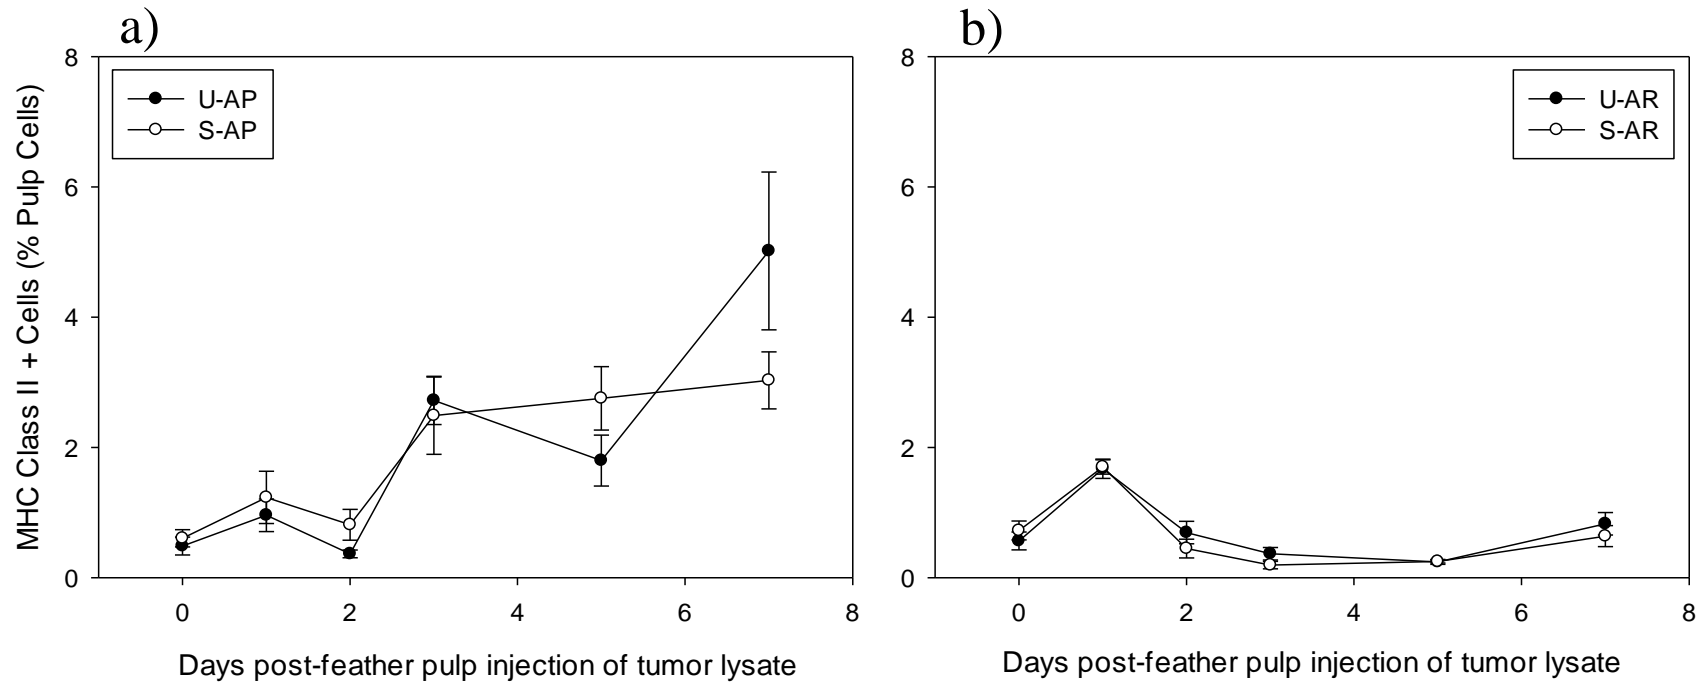 a)
U-AP
S-AP
MHC Class II + Cells (% Pulp Cells)
8
6
4
2
0
0 2 4 6 8
Days post-feather pulp injection of tumor lysate
b)
U-AR
S-AR
8
6
4
2
0
0 2 4 6 8
Days post-feather pulp injection of tumor lysate